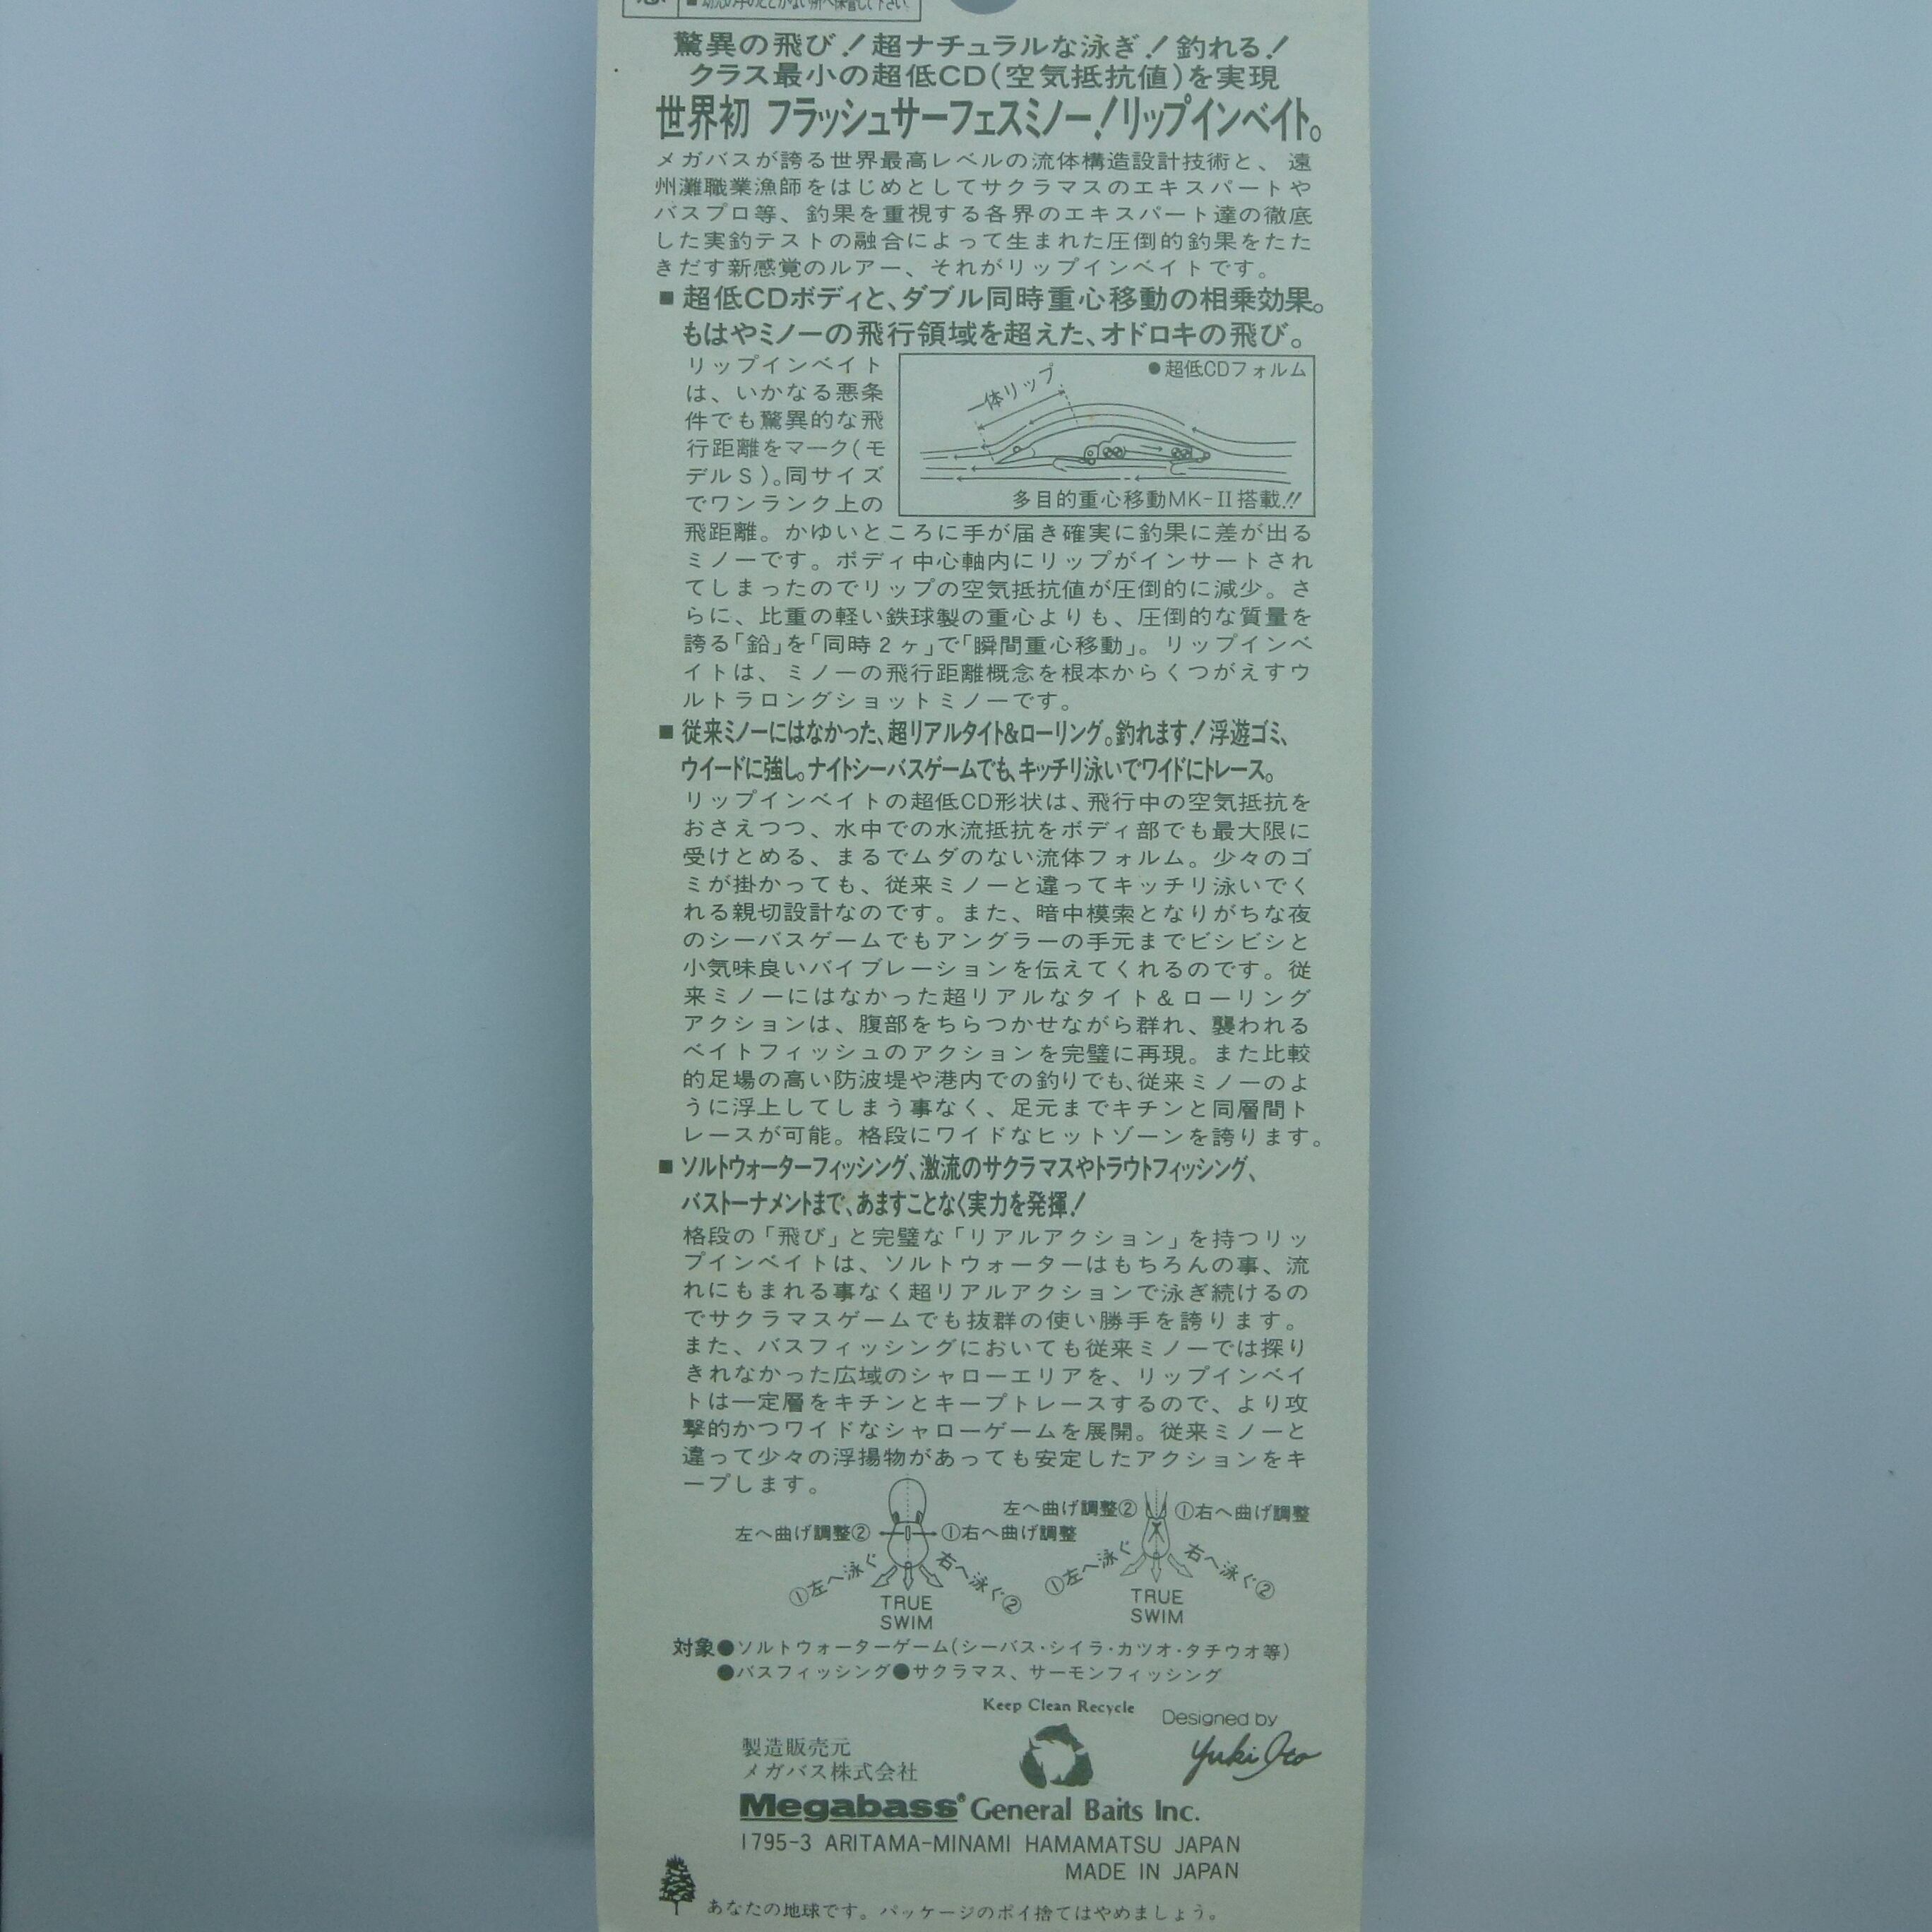 ■ 幼児の手のとどかない所へ保管して下さい。
驚異の飛び！超ナチュラルな泳ぎ！釣れる！
クラス最小の超低CD(空気抵抗値)を実現
世界初 フラッシュサーフェスミノー！リップインベイト。
メガバスが誇る世界最高レベルの流体構造設計技術と、遠
州灘職業漁師をはじめとしてサクラマスのエキスパートや
バスプロ等、釣果を重視する各界のエキスパート達の徹底
した実釣テストの融合によって生まれた圧倒的釣果をたた
きだす新感覚のルアー、それがリップインベイトです。
■ 超低CDボディと、ダブル同時重心移動の相乗効果。
もはやミノーの飛行領域を超えた、オドロキの飛び。
リップインベイト
は、いかなる悪条
件でも驚異的な飛
行距離をマーク(モ
デルS)。同サイズ
でワンランク上の
●超低CDフォルム
一体リップ
多目的重心移動MK-II搭載!!
飛距離。かゆいところに手が届き確実に釣果に差が出る
ミノーです。ボディ中心軸内にリップがインサートされ
てしまったのでリップの空気抵抗値が圧倒的に減少。さ
らに、比重の軽い鉄球製の重心よりも、圧倒的な質量を
誇る「鉛」を「同時2ヶ」で「瞬間重心移動」。リップインベ
イトは、ミノーの飛行距離概念を根本からくつがえすウ
ルトラロングショットミノーです。
■ 従来ミノーにはなかった、超リアルタイト&ローリング。釣れます！浮遊ゴミ、
ウイードに強し。ナイトシーバスゲームでも、キッチリ泳いでワイドにトレース。
リップインベイトの超低CD形状は、飛行中の空気抵抗を
おさえつつ、水中での水流抵抗をボディ部でも最大限に
受けとめる、まるでムダのない流体フォルム。少々のゴ
ミが掛かっても、従来ミノーと違ってキッチリ泳いでく
れる親切設計なのです。また、暗中模索となりがちな夜
のシーバスゲームでもアングラーの手元までビシビシと
小気味良いバイブレーションを伝えてくれるのです。従
来ミノーにはなかった超リアルなタイト&ローリング
アクションは、腹部をちらつかせながら群れ、襲われる
ベイトフィッシュのアクションを完璧に再現。また比較
的足場の高い防波堤や港内での釣りでも、従来ミノーのよ
うに浮上してしまう事なく、足元までキチンと同層間ト
レースが可能。格段にワイドなヒットゾーンを誇ります。
■ ソルトウォーターフィッシング、激流のサクラマスやトラウトフィッシング、
バストーナメントまで、あますことなく実力を発揮！
格段の「飛び」と完璧な「リアルアクション」を持つリッ
プインベイトは、ソルトウォーターはもちろんの事、流
れにもまれる事なく超リアルアクションで泳ぎ続けるの
でサクラマスゲームでも抜群の使い勝手を誇ります。
また、バスフィッシングにおいても従来ミノーでは探り
きれなかった広域のシャローエリアを、リップインベイ
トは一定層をキチンとキープトレースするので、より攻
撃的かつワイドなシャローゲームを展開。従来ミノーと
違って少々の浮揚物があっても安定したアクションをキ
ープします。
左へ曲げ調整② ①右へ曲げ調整
①左へ泳ぐ 右へ泳ぐ②
TRUE
SWIM
左へ曲げ調整② ①右へ曲げ調整
①左へ泳ぐ 右へ泳ぐ②
TRUE
SWIM
対象●ソルトウォーターゲーム(シーバス・シイラ・カツオ・タチウオ等)
●バスフィッシング●サクラマス、サーモンフィッシング
Keep Clean Recycle
Designed by
Yuki Ito
製造販売元
メガバス株式会社
Megabass® General Baits Inc.
1795-3 ARITAMA-MINAMI HAMAMATSU JAPAN
MADE IN JAPAN
あなたの地球です。パッケージのポイ捨てはやめましょう。